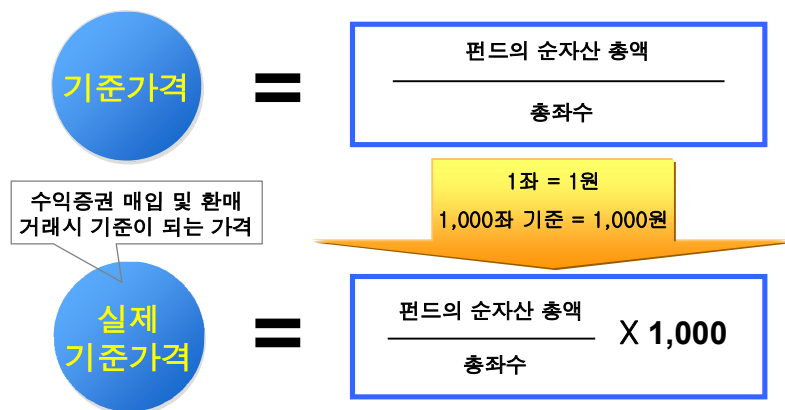 기준가격
=
펀드의 순자산 총액
총좌수
1좌 = 1원
1,000좌 기준 = 1,000원
수익증권 매입 및 환매
거래시 기준이 되는 가격
실제
기준가격
=
펀드의 순자산 총액
총좌수
X 1,000